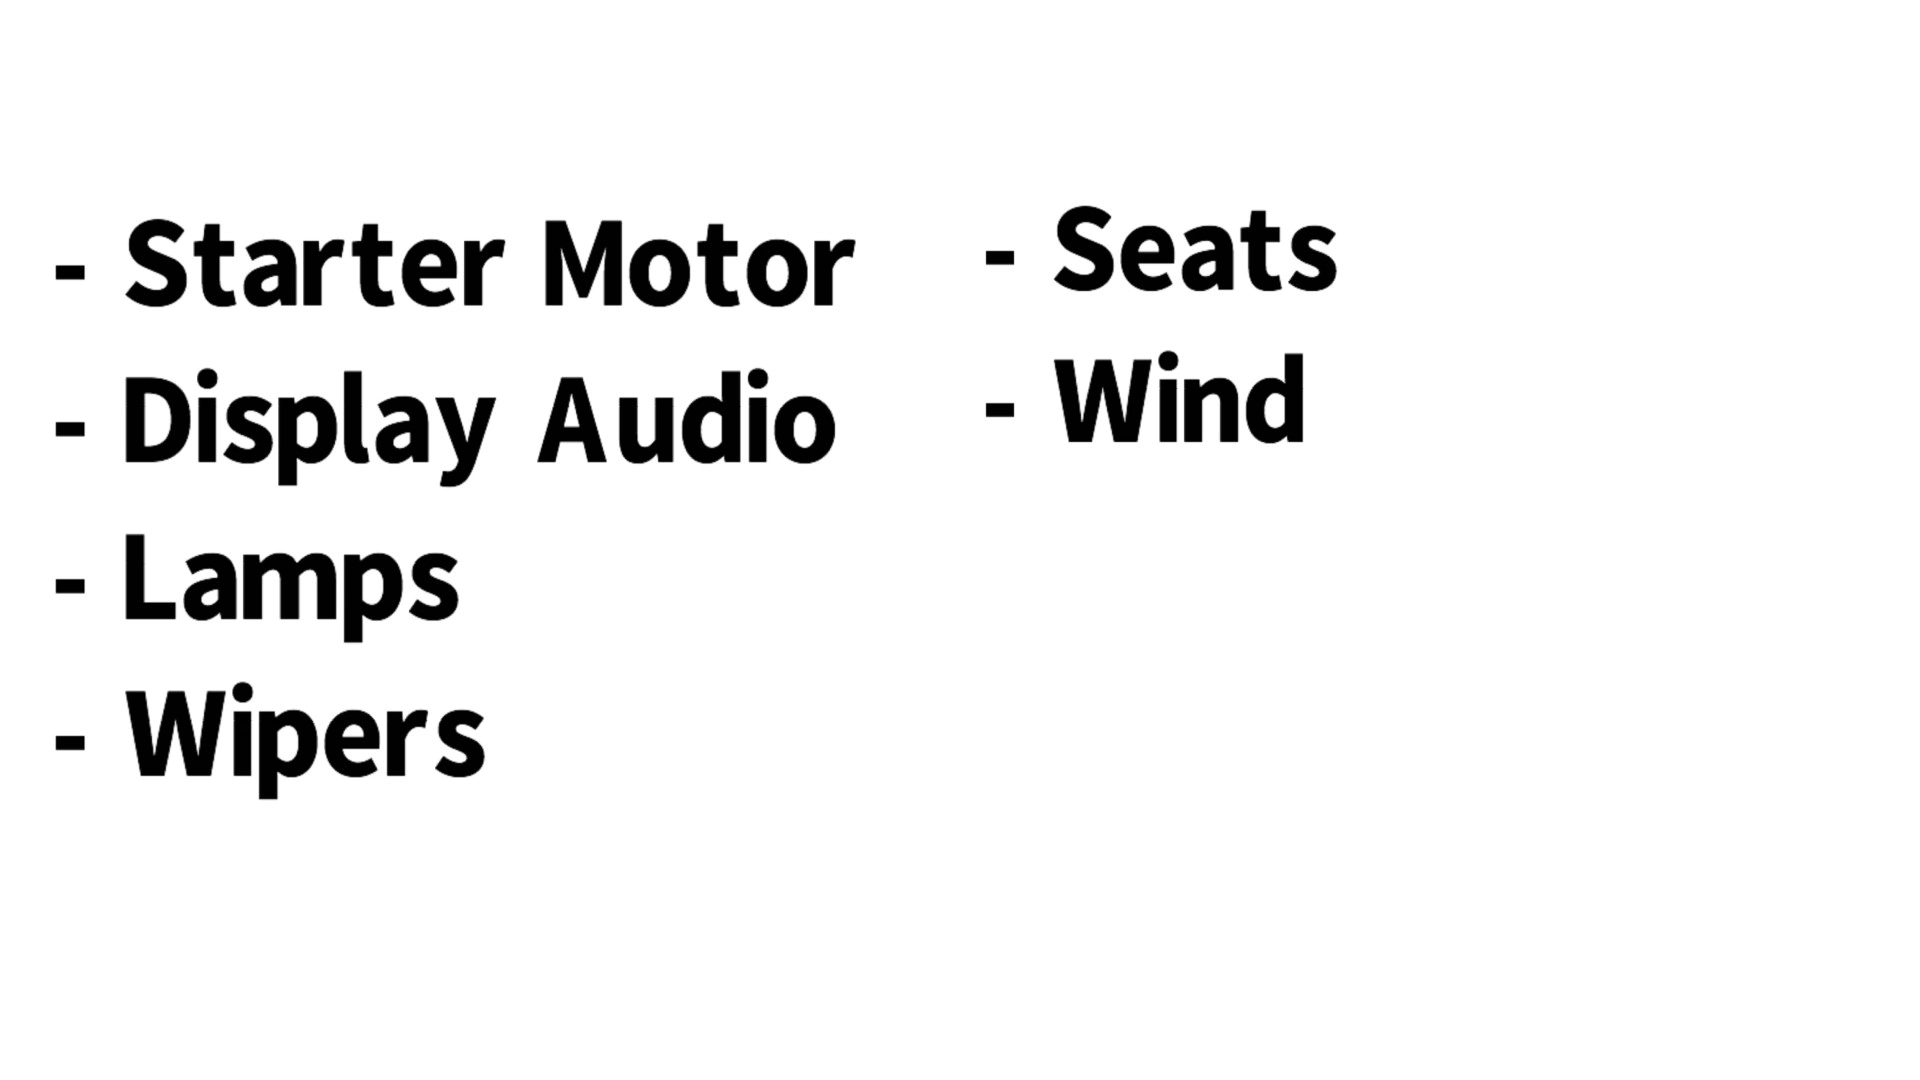 - Starter Motor
- Display Audio
- Lamps
- Wipers
- Seats
- Wind